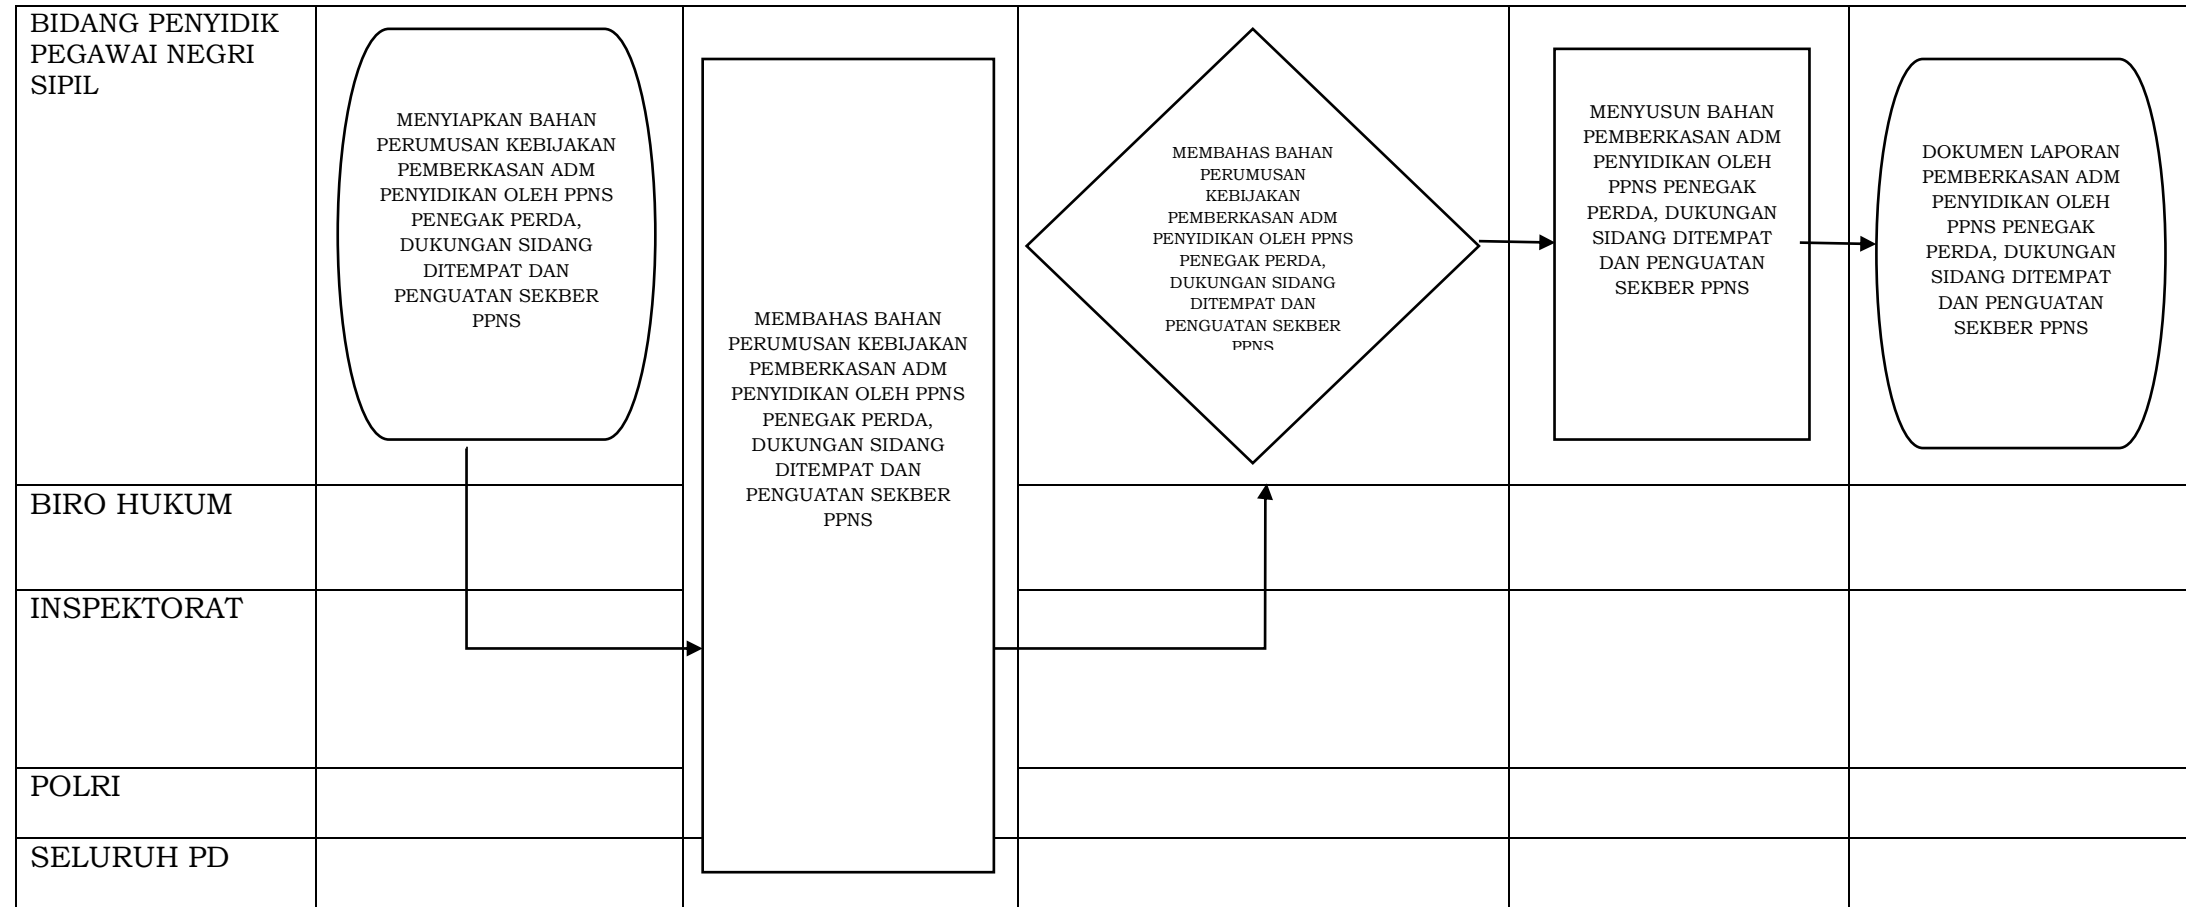 BIDANG PENYIDIK
PEGAWAI NEGRI
SIPIL
MENYIAPKAN BAHAN
PERUMUSAN KEBIJAKAN
PEMBERKASAN ADM
PENYIDIKAN OLEH PPNS
PENEGAK PERDA,
DUKUNGAN SIDANG
DITEMPAT DAN
PENGUATAN SEKBER
PPNS
MEMBAHAS BAHAN
PERUMUSAN KEBIJAKAN
PEMBERKASAN ADM
PENYIDIKAN OLEH PPNS
PENEGAK PERDA,
DUKUNGAN SIDANG
DITEMPAT DAN
PENGUATAN SEKBER
PPNS
MEMBAHAS BAHAN
PERUMUSAN
KEBIJAKAN
PEMBERKASAN ADM
PENYIDIKAN OLEH PPNS
PENEGAK PERDA,
DUKUNGAN SIDANG
DITEMPAT DAN
PENGUATAN SEKBER
PPNS
MENYUSUN BAHAN
PEMBERKASAN ADM
PENYIDIKAN OLEH
PPNS PENEGAK
PERDA, DUKUNGAN
SIDANG DITEMPAT
DAN PENGUATAN
SEKBER PPNS
DOKUMEN LAPORAN
PEMBERKASAN ADM
PENYIDIKAN OLEH
PPNS PENEGAK
PERDA, DUKUNGAN
SIDANG DITEMPAT
DAN PENGUATAN
SEKBER PPNS
BIRO HUKUM
INSPEKTORAT
POLRI
SELURUH PD